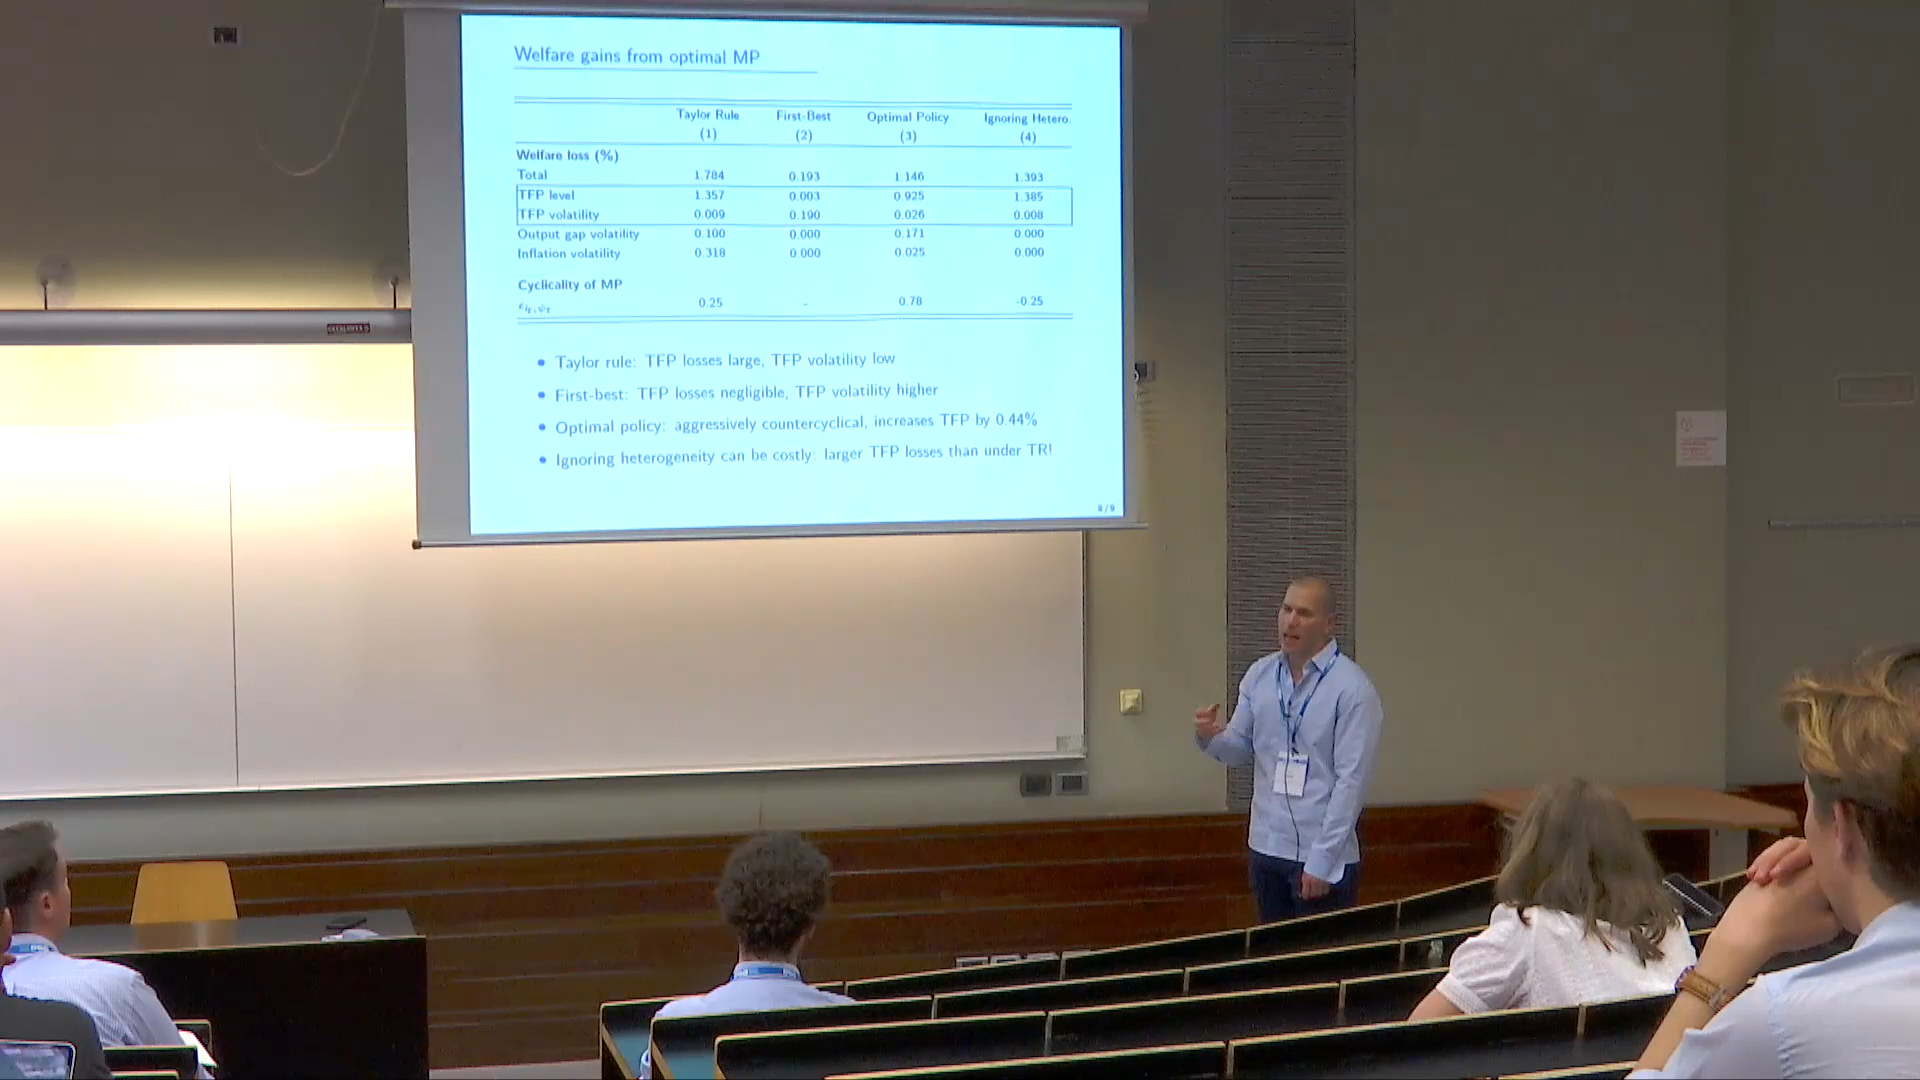 Welfare gains from optimal MP
Taylor Rule First-Best Optimal Policy Ignoring Hetero.
(1) (2) (3) (4)
Welfare loss (%)
Total 1.784 0.193 1.146 1.393
TFP level 1.357 0.003 0.925 1.385
TFP volatility 0.009 0.190 0.026 0.008
Output gap volatility 0.100 0.000 0.171 0.000
Inflation volatility 0.318 0.000 0.025 0.000
Cyclicality of MP
0.25 - 0.78 -0.25
• Taylor rule: TFP losses large, TFP volatility low
• First-best: TFP losses negligible, TFP volatility higher
• Optimal policy: aggressively countercyclical, increases TFP by 0.44%
• Ignoring heterogeneity can be costly: larger TFP losses than under TR!
8/9